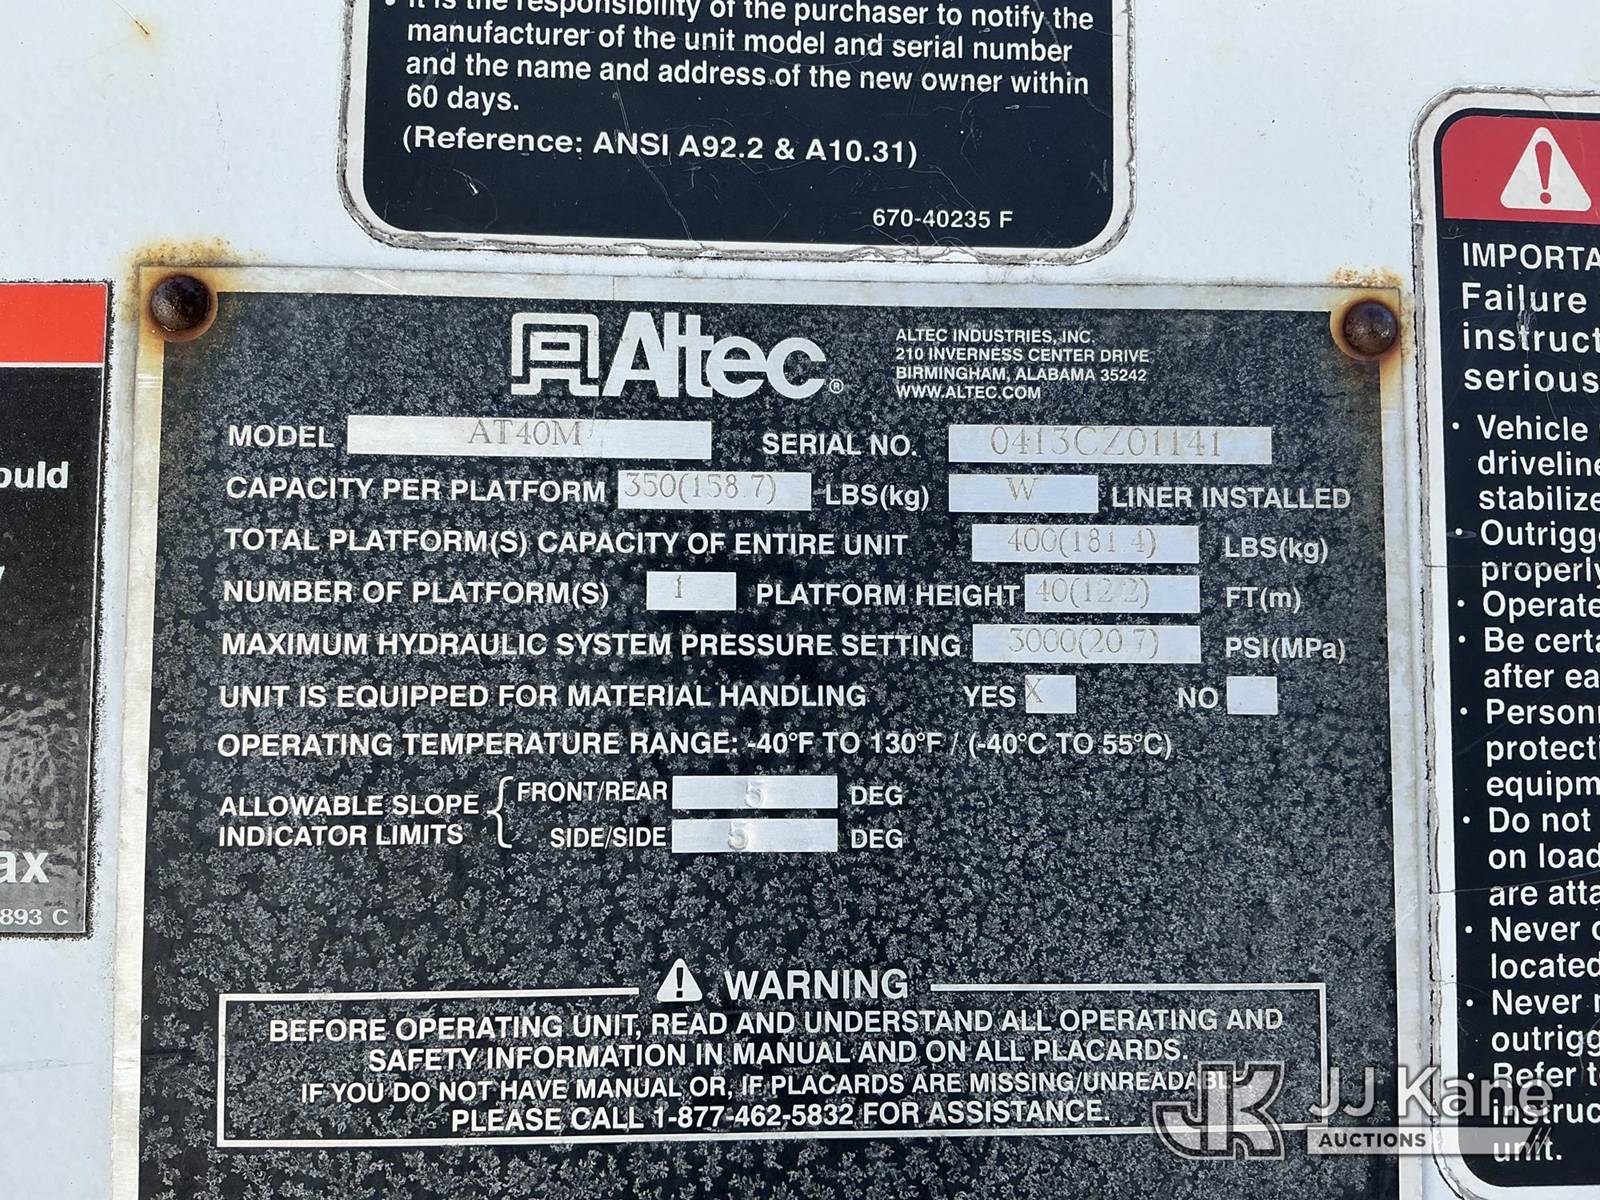 It is the responsibility of the purchaser to notify the
manufacturer of the unit model and serial number
and the name and address of the new owner within
60 days.
(Reference: ANSI A92.2 & A10.31)
670-40235 F
Altec®
ALTEC INDUSTRIES, INC.
210 INVERNESS CENTER DRIVE
BIRMINGHAM, ALABAMA 35242
WWW.ALTEC.COM
MODEL AT40M SERIAL NO. 0413CZ01141
CAPACITY PER PLATFORM 350(158.7) LBS(kg) W LINER INSTALLED
TOTAL PLATFORM(S) CAPACITY OF ENTIRE UNIT 400(181.4) LBS(kg)
NUMBER OF PLATFORM(S) 1 PLATFORM HEIGHT 40(12.2) FT(m)
MAXIMUM HYDRAULIC SYSTEM PRESSURE SETTING 3000(20.7) PSI(MPa)
UNIT IS EQUIPPED FOR MATERIAL HANDLING YES X NO
OPERATING TEMPERATURE RANGE: -40°F TO 130°F / (-40°C TO 55°C)
ALLOWABLE SLOPE INDICATOR LIMITS
FRONT/REAR 5 DEG
SIDE/SIDE 5 DEG
WARNING
BEFORE OPERATING UNIT, READ AND UNDERSTAND ALL OPERATING AND
SAFETY INFORMATION IN MANUAL AND ON ALL PLACARDS.
IF YOU DO NOT HAVE MANUAL OR, IF PLACARDS ARE MISSING/UNREADABLE
PLEASE CALL 1-877-462-5832 FOR ASSISTANCE.
ould
ax
893 C
IMPORTA
Failure
instruct
serious
• Vehicle
driveline
stabilize
• Outrigge
properly
• Operate
• Be certa
after ea
• Personn
protecti
equipm
• Do not
on load
are atta
• Never
located
• Never
outrigg
• Refer t
instruc
unit.
JK JJ Kane
AUCTIONS